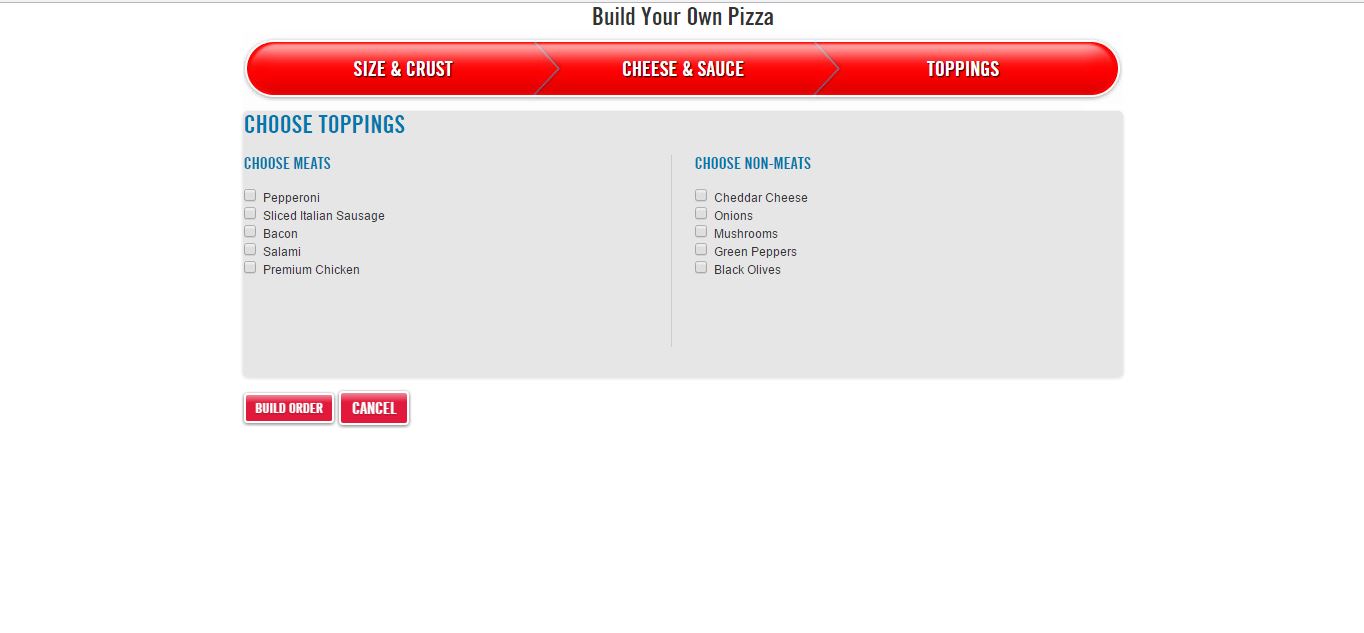 Build Your Own Pizza
SIZE & CRUST
CHEESE & SAUCE
TOPPINGS
CHOOSE TOPPINGS
CHOOSE MEATS
Pepperoni
Sliced Italian Sausage
Bacon
Salami
Premium Chicken
CHOOSE NON-MEATS
Cheddar Cheese
Onions
Mushrooms
Green Peppers
Black Olives
BUILD ORDER
CANCEL